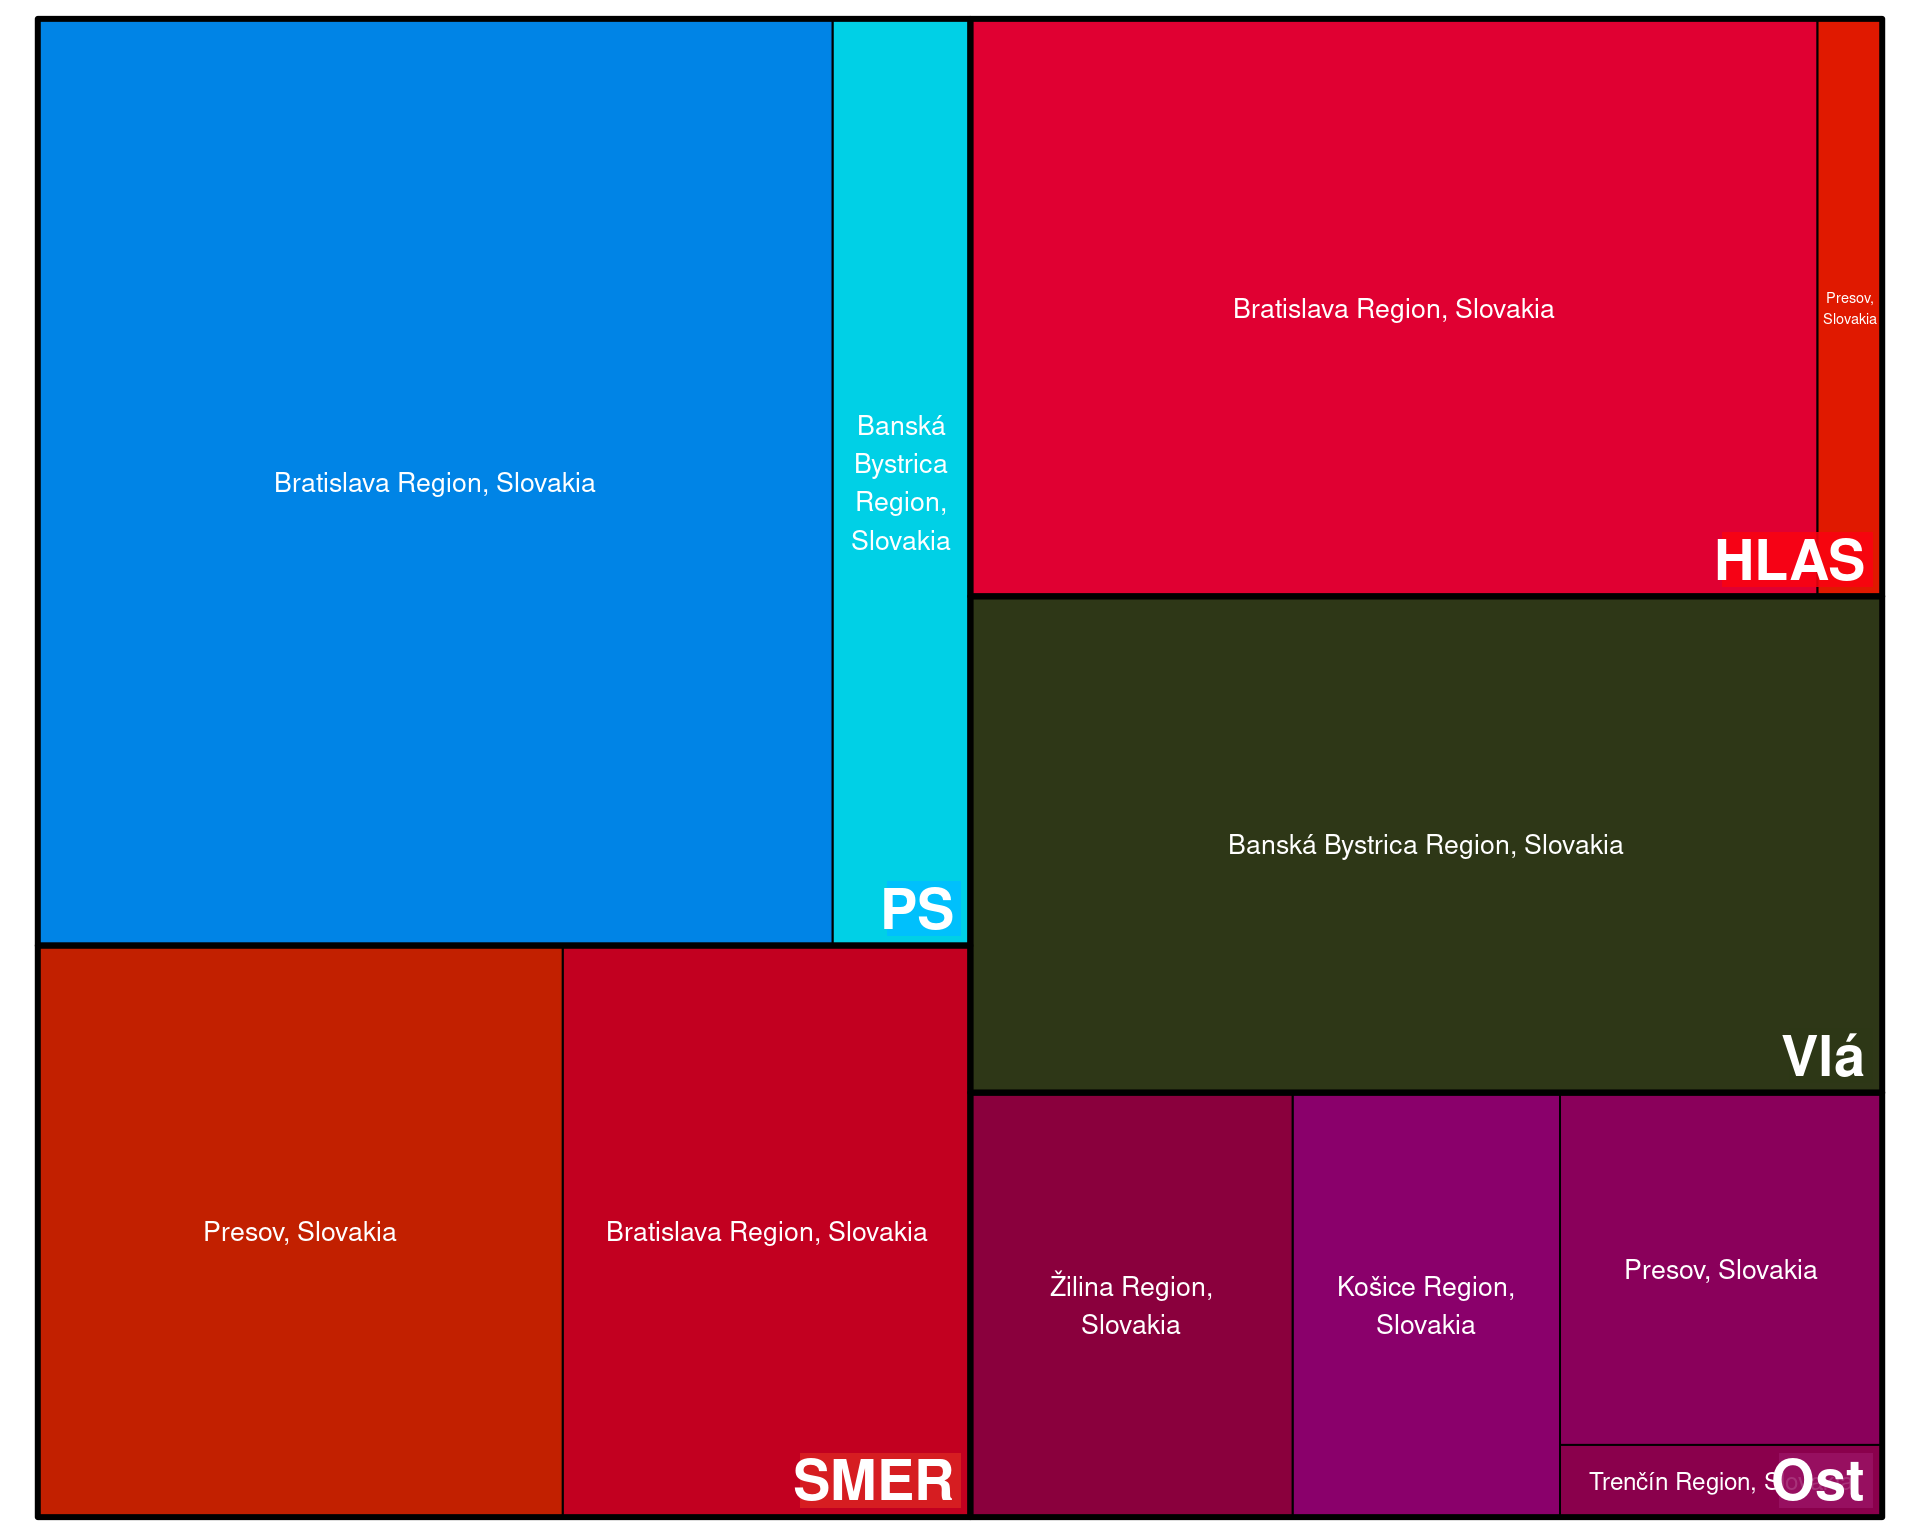 Bratislava Region, Slovakia
Banská
Bystrica
Region,
Slovakia
PS
Bratislava Region, Slovakia
Presov,
Slovakia
HLAS
Banská Bystrica Region, Slovakia
Vlá
Presov, Slovakia
Bratislava Region, Slovakia
SMER
Žilina Region,
Slovakia
Košice Region,
Slovakia
Presov, Slovakia
Trenčín Region,
Ost